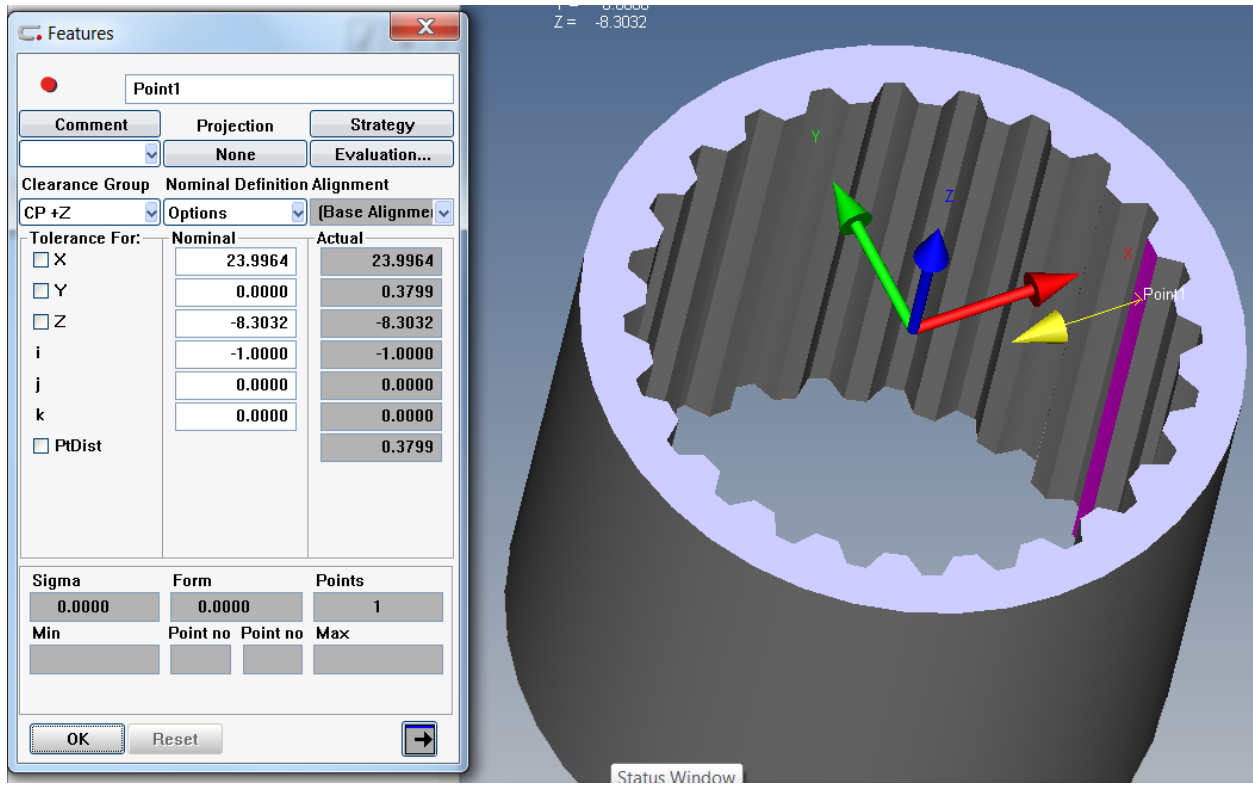 Features
Point1
Comment Projection Strategy
None Evaluation...
Clearance Group Nominal Definition Alignment
CP +Z Options (Base Alignmei
Tolerance For: Nominal Actual
X 23.9964 23.9964
Y 0.0000 0.3799
Z -8.3032 -8.3032
i -1.0000 -1.0000
j 0.0000 0.0000
k 0.0000 0.0000
PtDist 0.3799
Sigma Form Points
0.0000 0.0000 1
Min Point no Point no Max
OK Reset
Z = -8.3032
Y
Z
X
Point1
Status Window